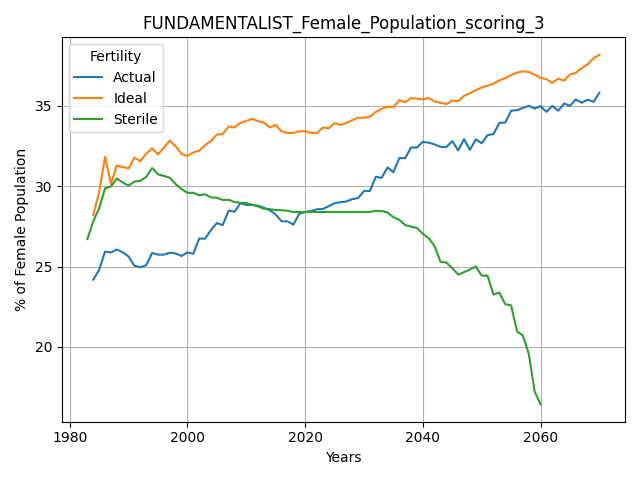 FUNDAMENTALIST_Female_Population_scoring_3
Fertility
Actual
Ideal
Sterile
% of Female Population
35
30
25
20
1980
2000
2020
2040
2060
Years